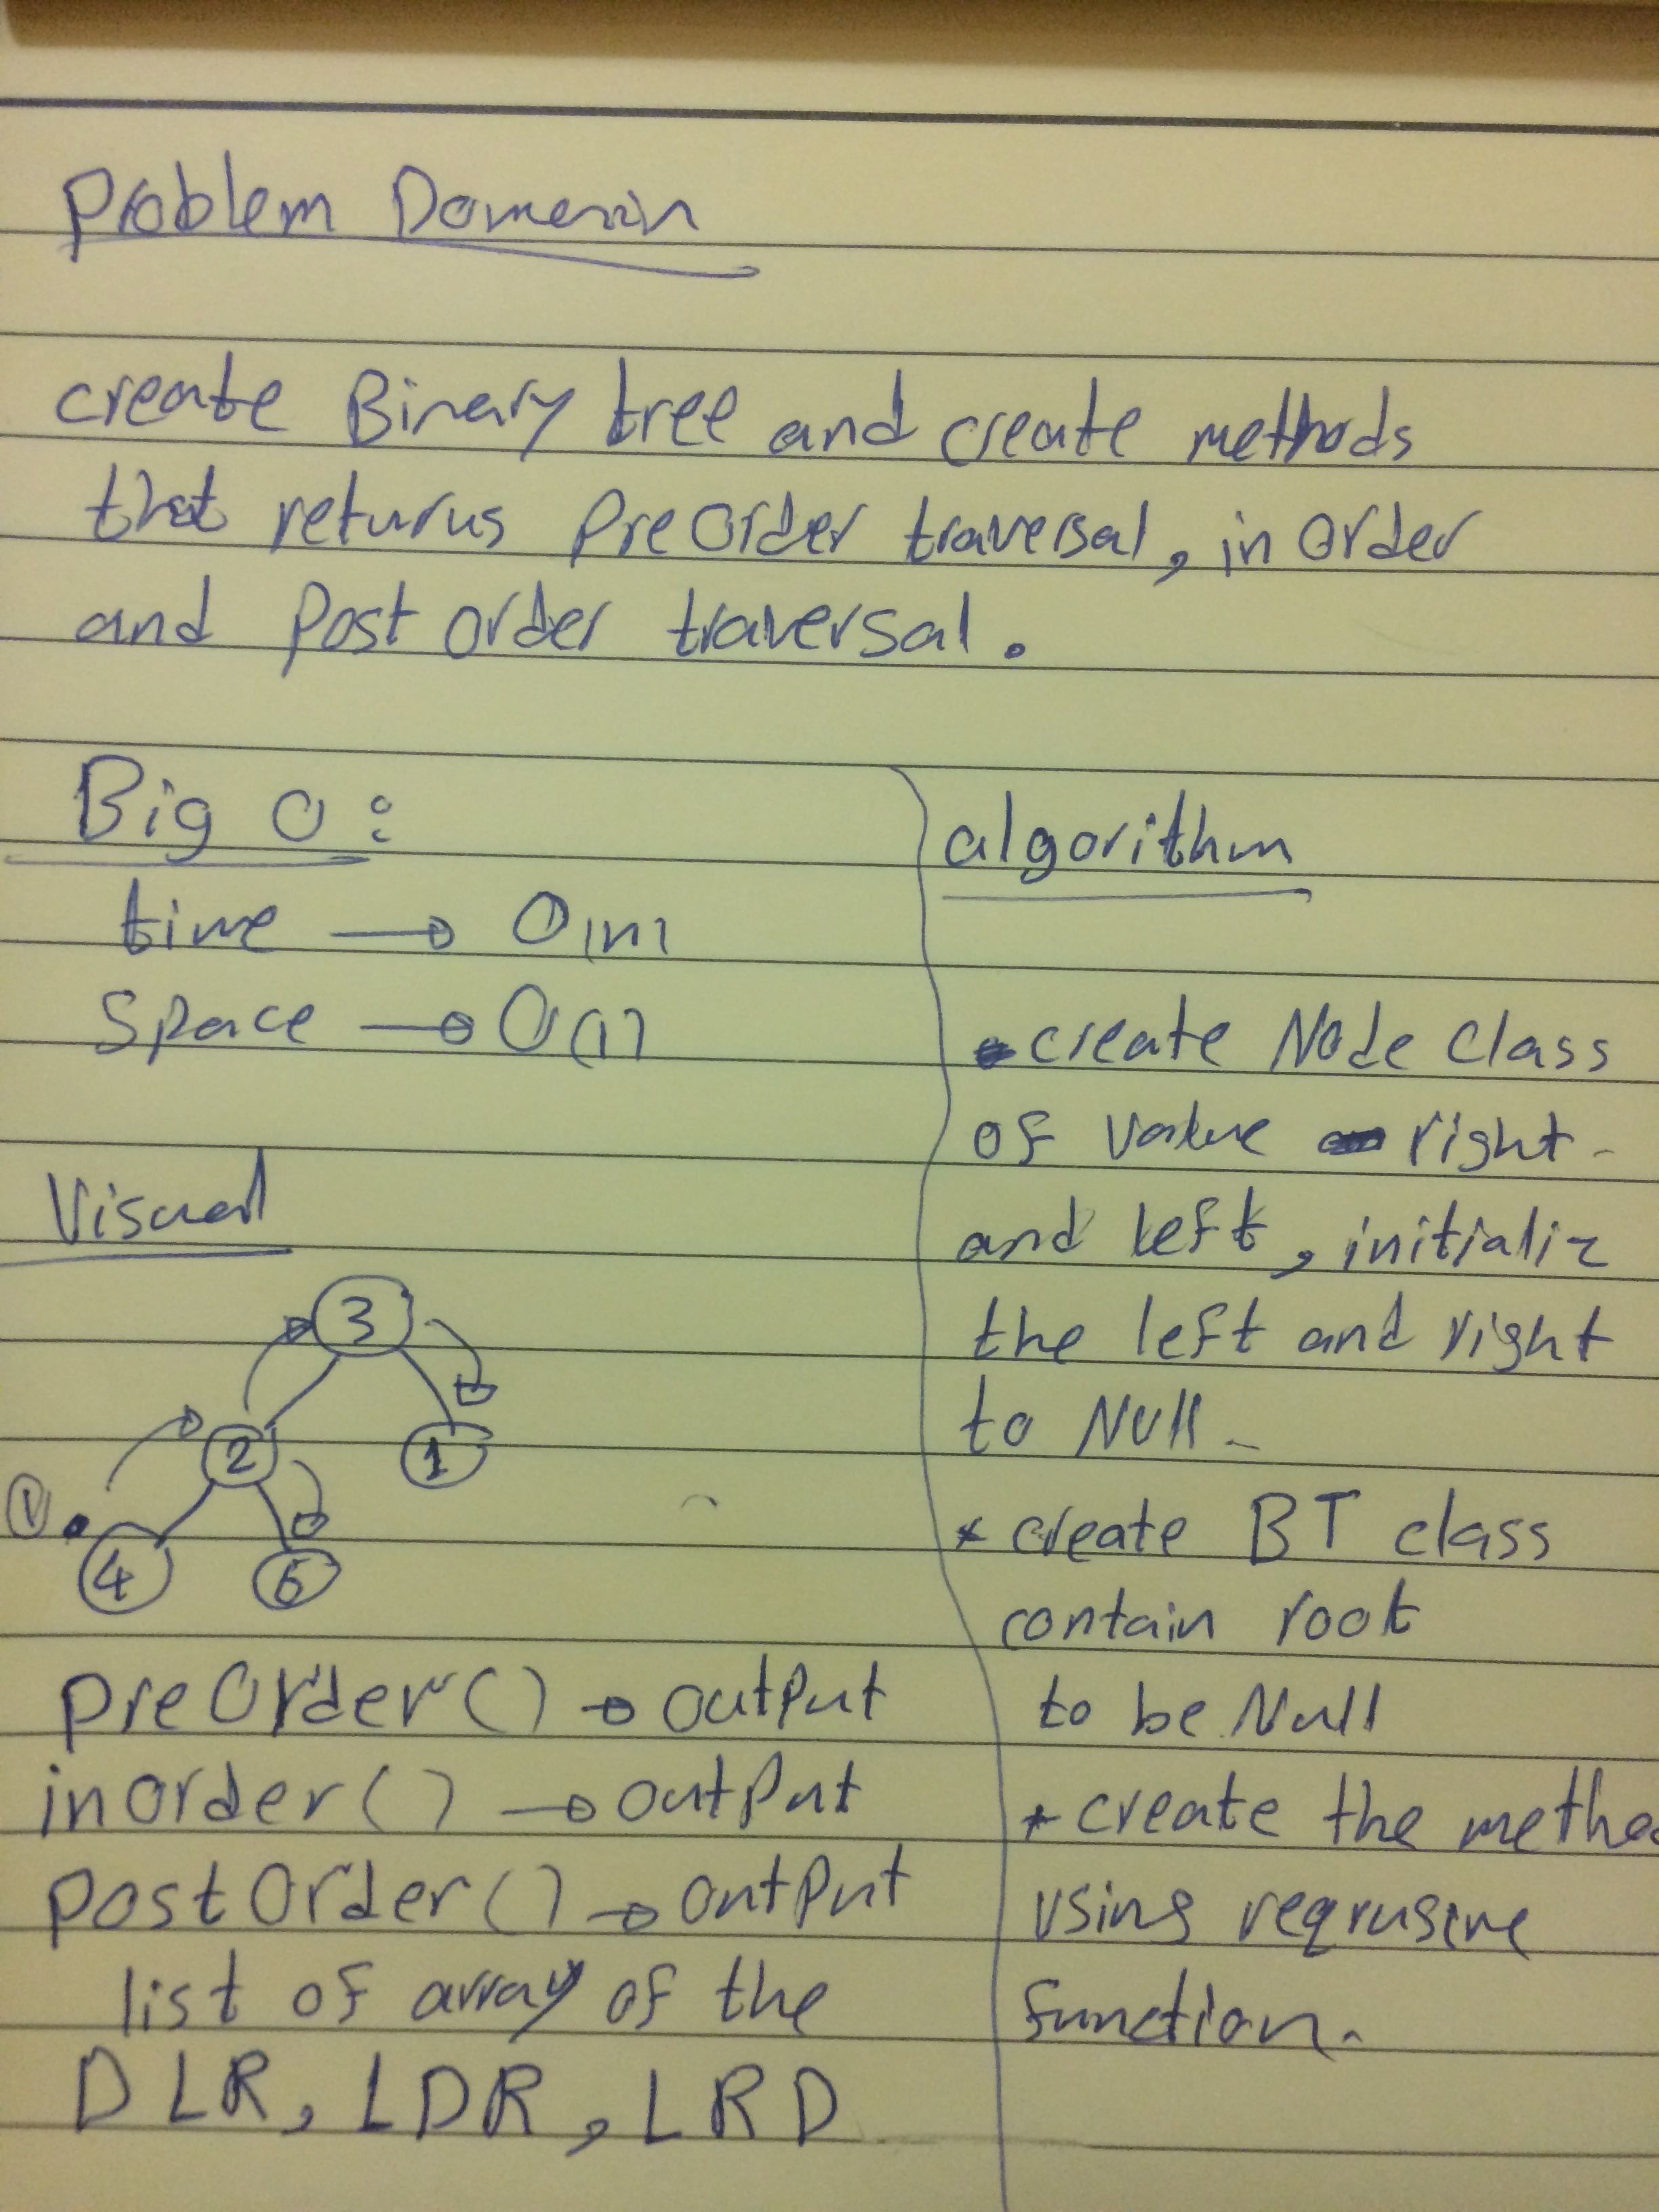 Problem Domenin
create Binary tree and create methods
that returus PreOrder traversal, in order
and Post order traversal.
Big O:
time → O(n)
Space → O(1)
Visual
3
2 1
①
4 5
preOrder() → output
inorder() → output
postOrder() → output
list of array of the
DLR, LDR, LRD
algorithm
* create Node Class
of value right
and left, initializ
the left and right
to Null
* create BT class
contain root
to be Null
* create the metho
using reqrusive
function.